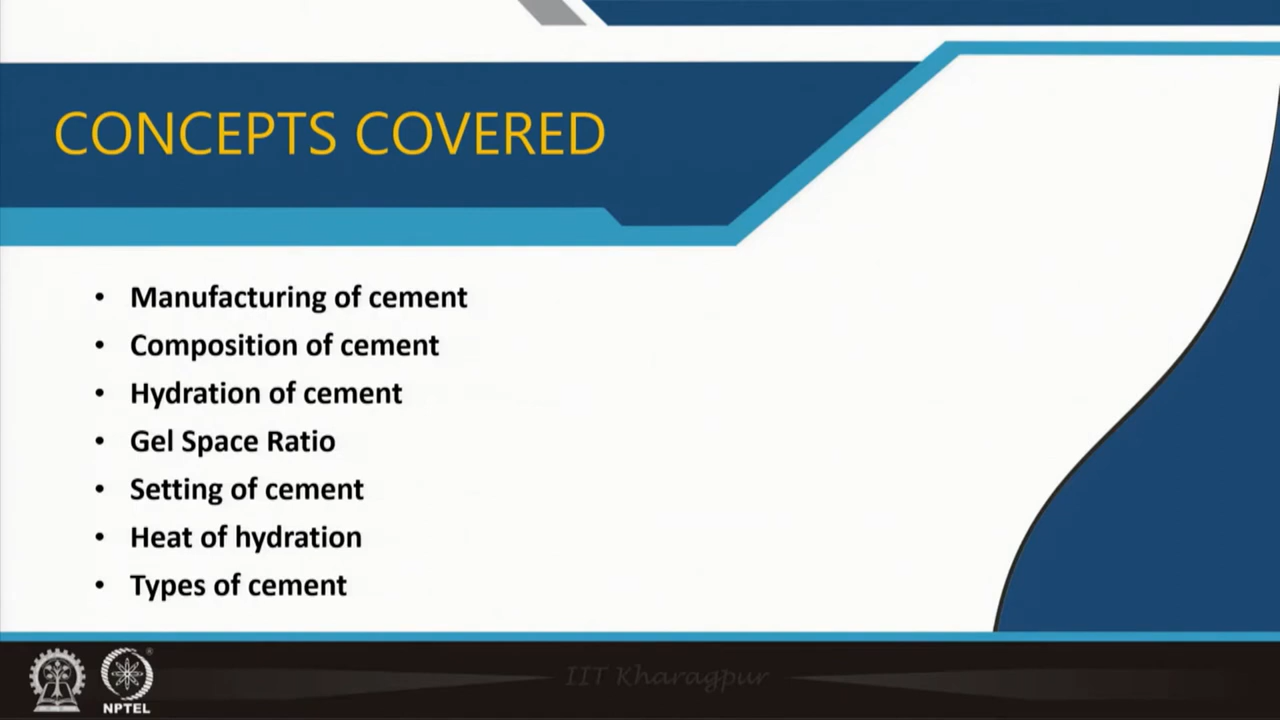 CONCEPTS COVERED
• Manufacturing of cement
• Composition of cement
• Hydration of cement
• Gel Space Ratio
• Setting of cement
• Heat of hydration
• Types of cement
IIT Kharagpur
NPTEL